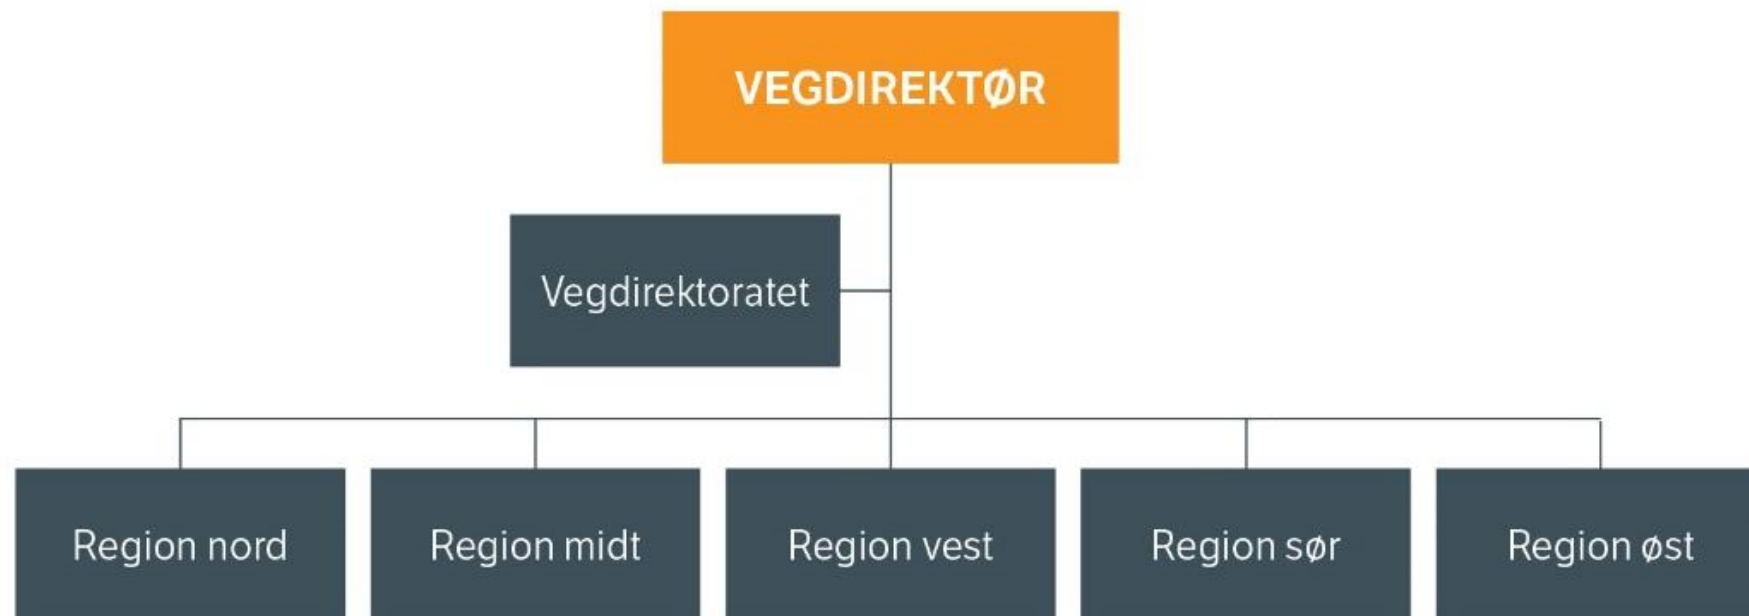 VEGDIREKTØR
Vegdirektoratet
Region nord
Region midt
Region vest
Region sør
Region øst